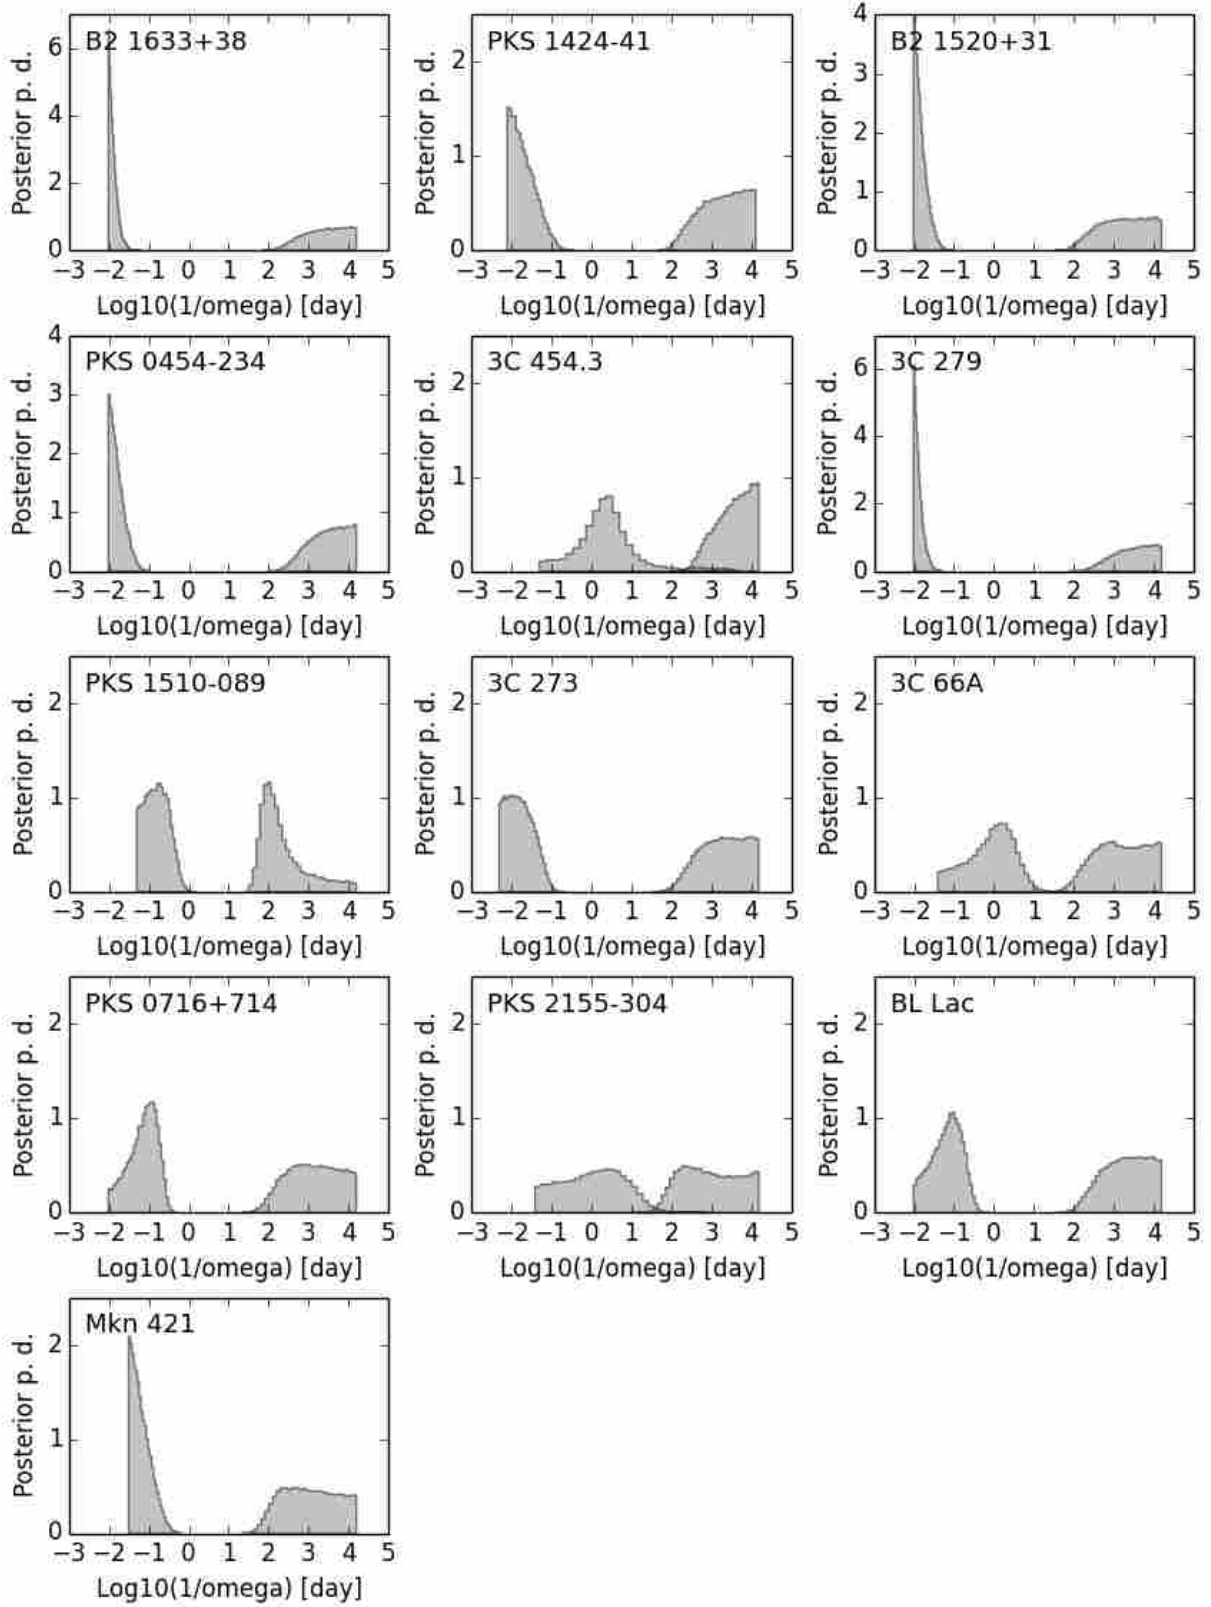 B2 1633+38
Posterior p. d.
6
4
2
0
−3 −2 −1 0 1 2 3 4 5
Log10(1/omega) [day]
PKS 1424-41
Posterior p. d.
2
1
0
−3 −2 −1 0 1 2 3 4 5
Log10(1/omega) [day]
B2 1520+31
Posterior p. d.
4
3
2
1
0
−3 −2 −1 0 1 2 3 4 5
Log10(1/omega) [day]
PKS 0454-234
Posterior p. d.
4
3
2
1
0
−3 −2 −1 0 1 2 3 4 5
Log10(1/omega) [day]
3C 454.3
Posterior p. d.
2
1
0
−3 −2 −1 0 1 2 3 4 5
Log10(1/omega) [day]
3C 279
Posterior p. d.
6
4
2
0
−3 −2 −1 0 1 2 3 4 5
Log10(1/omega) [day]
PKS 1510-089
Posterior p. d.
2
1
0
−3 −2 −1 0 1 2 3 4 5
Log10(1/omega) [day]
3C 273
Posterior p. d.
2
1
0
−3 −2 −1 0 1 2 3 4 5
Log10(1/omega) [day]
3C 66A
Posterior p. d.
2
1
0
−3 −2 −1 0 1 2 3 4 5
Log10(1/omega) [day]
PKS 0716+714
Posterior p. d.
2
1
0
−3 −2 −1 0 1 2 3 4 5
Log10(1/omega) [day]
PKS 2155-304
Posterior p. d.
2
1
0
−3 −2 −1 0 1 2 3 4 5
Log10(1/omega) [day]
BL Lac
Posterior p. d.
2
1
0
−3 −2 −1 0 1 2 3 4 5
Log10(1/omega) [day]
Mkn 421
Posterior p. d.
2
1
0
−3 −2 −1 0 1 2 3 4 5
Log10(1/omega) [day]